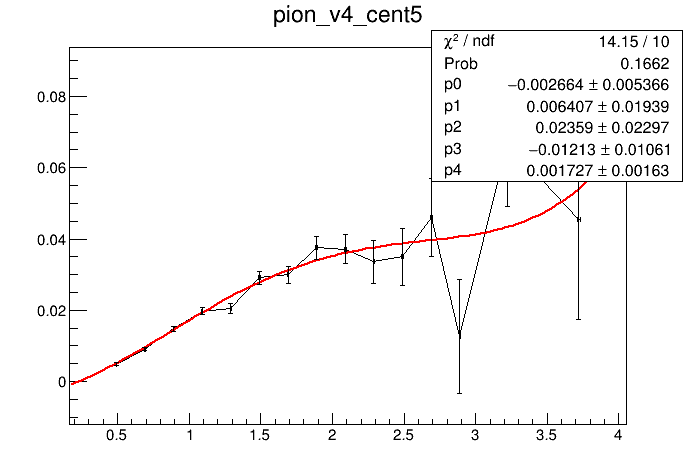 pion_v4_cent5
χ² / ndf 14.15 / 10
Prob 0.1662
p0 −0.002664 ± 0.005366
p1 0.006407 ± 0.01939
p2 0.02359 ± 0.02297
p3 −0.01213 ± 0.01061
p4 0.001727 ± 0.00163
0.08
0.06
0.04
0.02
0
0.5 1 1.5 2 2.5 3 3.5 4